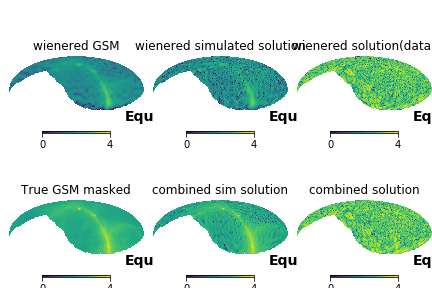 wienered GSM
wienered simulated solution
wienered solution(data
Equ
Equ
Eq
0 4
0 4
0 4
True GSM masked
combined sim solution
combined solution
Equ
Equ
Eq
0 4
0 4
0 4